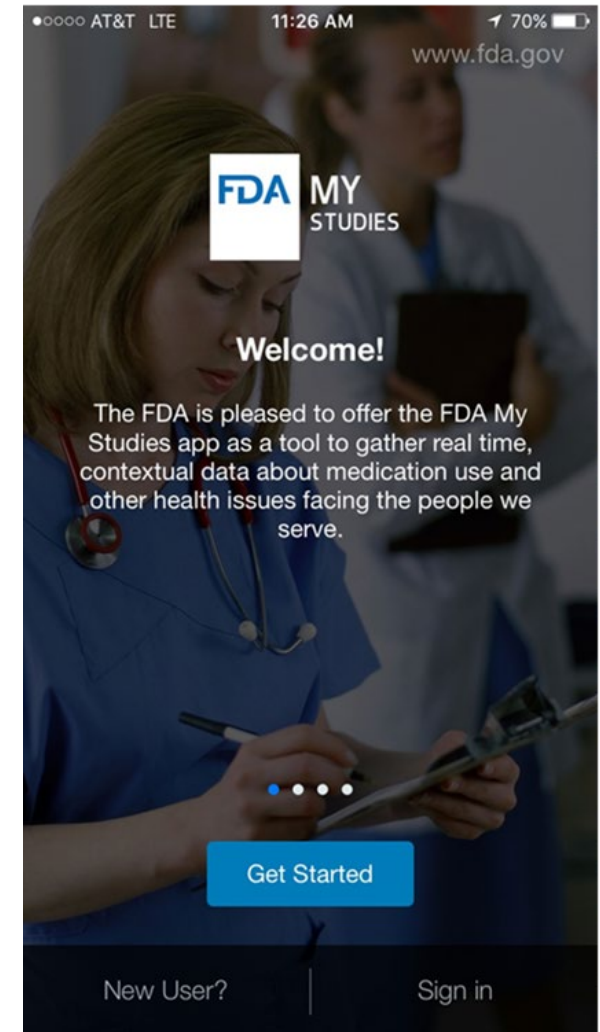 AT&T LTE 11:26 AM 70%
www.fda.gov
FDA MY
STUDIES
Welcome!
The FDA is pleased to offer the FDA My
Studies app as a tool to gather real time,
contextual data about medication use and
other health issues facing the people we
serve.
Get Started
New User? Sign in